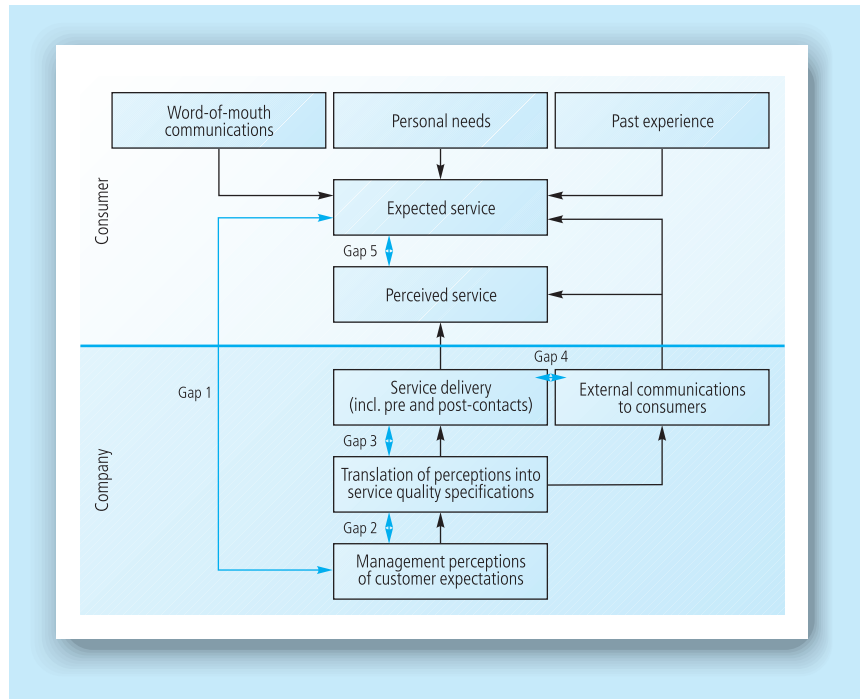 Word-of-mouth
communications
Personal needs
Past experience
Consumer
Expected service
Gap 5
Perceived service
Gap 4
Gap 1
Service delivery
(incl. pre and post-contacts)
External communications
to consumers
Gap 3
Company
Translation of perceptions into
service quality specifications
Gap 2
Management perceptions
of customer expectations